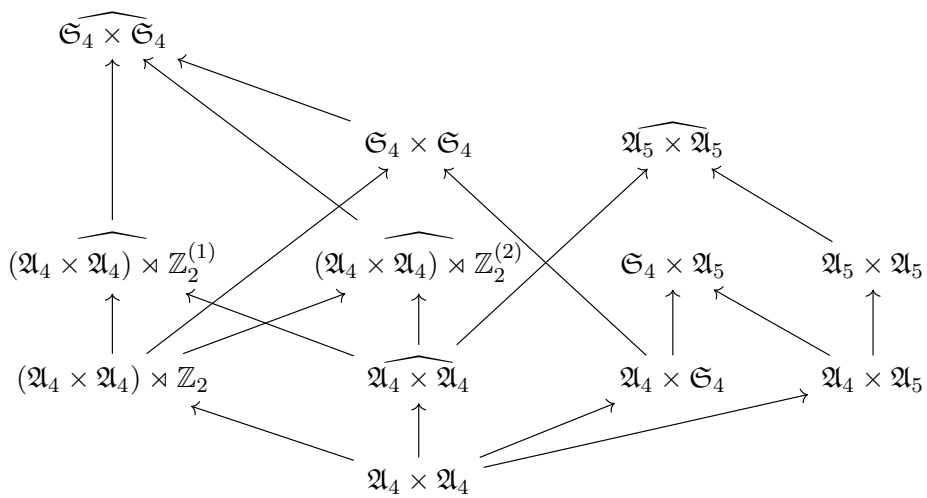 $\widehat{\mathfrak{S}_4 \times \mathfrak{S}_4}$
$\mathfrak{S}_4 \times \mathfrak{S}_4$ $\widehat{\mathfrak{A}_5 \times \mathfrak{A}_5}$
$\widehat{(\mathfrak{A}_4 \times \mathfrak{A}_4) \rtimes \mathbb{Z}_2}^{(1)}$ $\widehat{(\mathfrak{A}_4 \times \mathfrak{A}_4) \rtimes \mathbb{Z}_2}^{(2)}$ $\mathfrak{S}_4 \times \mathfrak{A}_5$ $\mathfrak{A}_5 \times \mathfrak{A}_5$
$(\mathfrak{A}_4 \times \mathfrak{A}_4) \rtimes \mathbb{Z}_2$ $\widehat{\mathfrak{A}_4 \times \mathfrak{A}_4}$ $\mathfrak{A}_4 \times \mathfrak{S}_4$ $\mathfrak{A}_4 \times \mathfrak{A}_5$
$\mathfrak{A}_4 \times \mathfrak{A}_4$